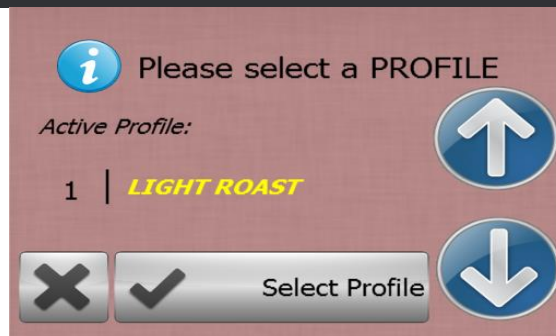 Please select a PROFILE
Active Profile:
1 | LIGHT ROAST
Select Profile